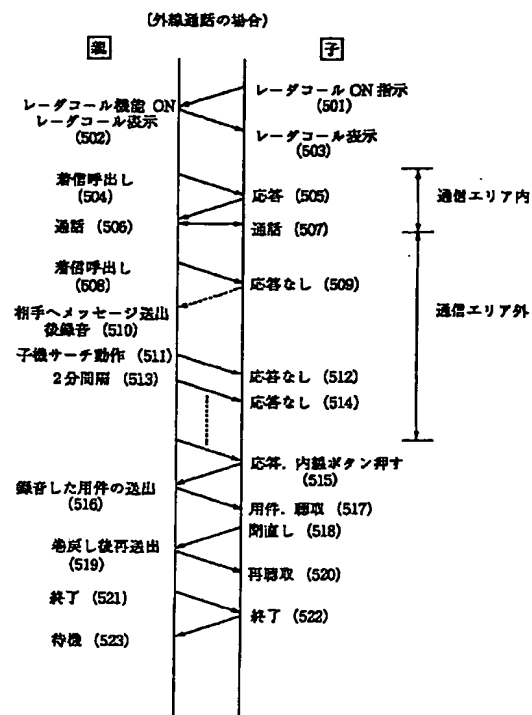 (外線通話の場合)
親
子
レーダコール ON 指示
(501)
レーダコール機能 ON
レーダコール表示
(502)
レーダコール表示
(503)
着信呼出し
(504)
応答 (505)
通信エリア内
通話 (506)
通話 (507)
着信呼出し
(508)
応答なし (509)
通信エリア外
相手へメッセージ送出
後録音 (510)
子機サーチ動作 (511)
応答なし (512)
2分間隔 (513)
応答なし (514)
応答.内線ボタン押す
(515)
録音した用件の送出
(516)
用件.聴取 (517)
聞直し (518)
巻戻し後再送出
(519)
再聴取 (520)
終了 (521)
終了 (522)
待機 (523)